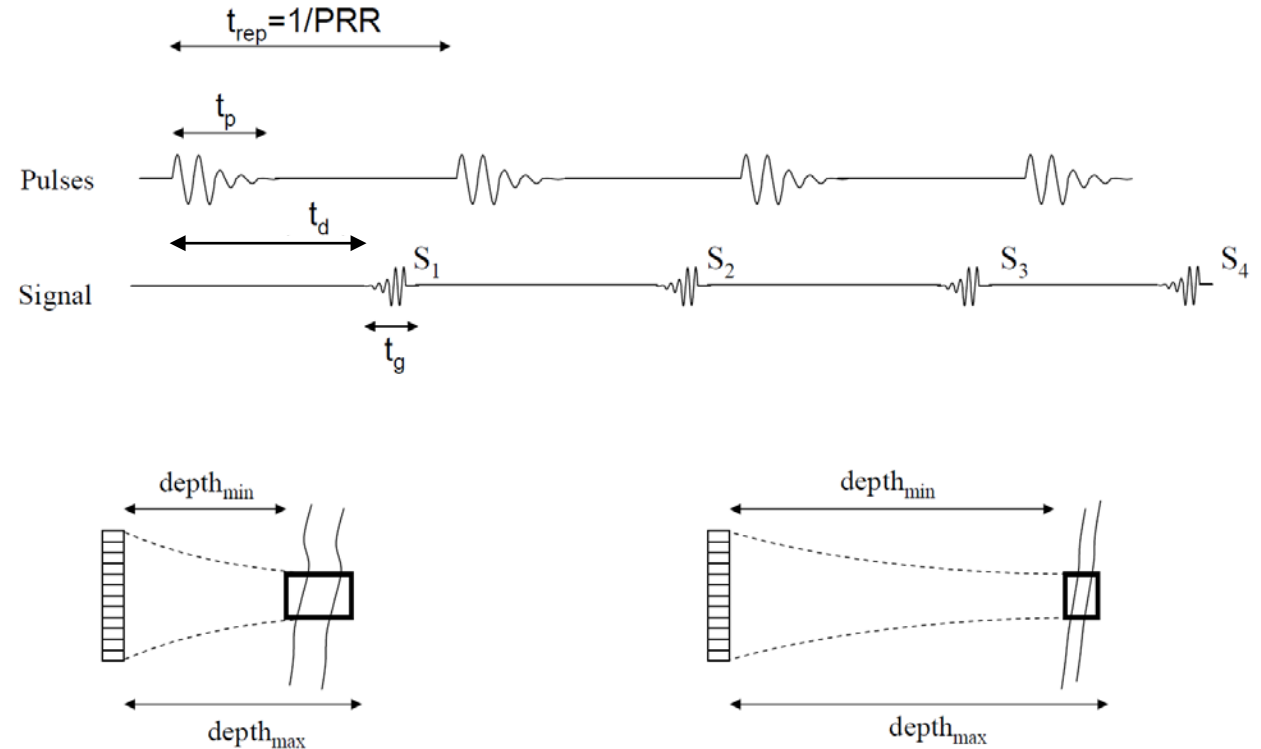 t_rep=1/PRR
t_p
Pulses
t_d
S_1 S_2 S_3 S_4
Signal
t_g
depth_min depth_min
depth_max depth_max